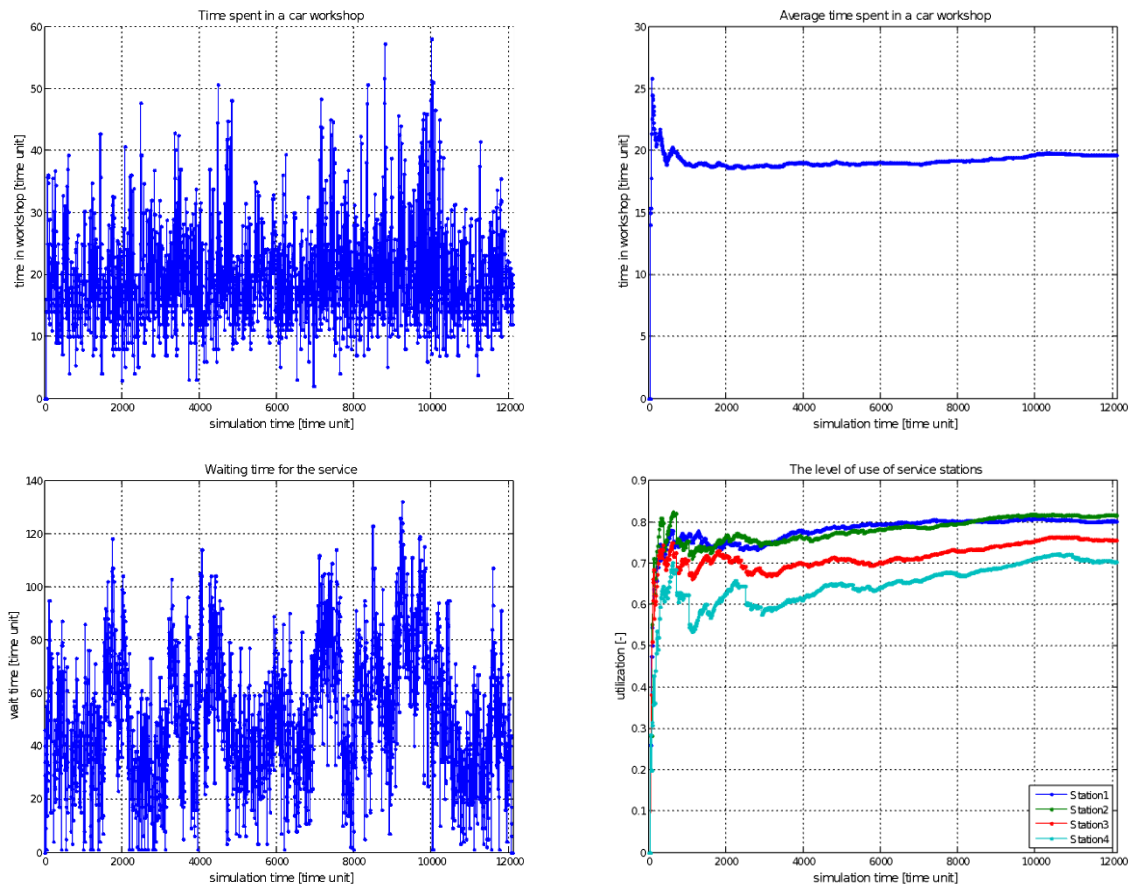 Time spent in a car workshop
60
50
40
30
20
10
0
0 2000 4000 6000 8000 10000 12000
time in workshop [time unit]
simulation time [time unit]
Average time spent in a car workshop
30
25
20
15
10
5
0
0 2000 4000 6000 8000 10000 12000
time in workshop [time unit]
simulation time [time unit]
Waiting time for the service
140
120
100
80
60
40
20
0
0 2000 4000 6000 8000 10000 12000
wait time [time unit]
simulation time [time unit]
The level of use of service stations
0.9
0.8
0.7
0.6
0.5
0.4
0.3
0.2
0.1
0
0 2000 4000 6000 8000 10000 12000
utilization [-]
simulation time [time unit]
Station1
Station2
Station3
Station4